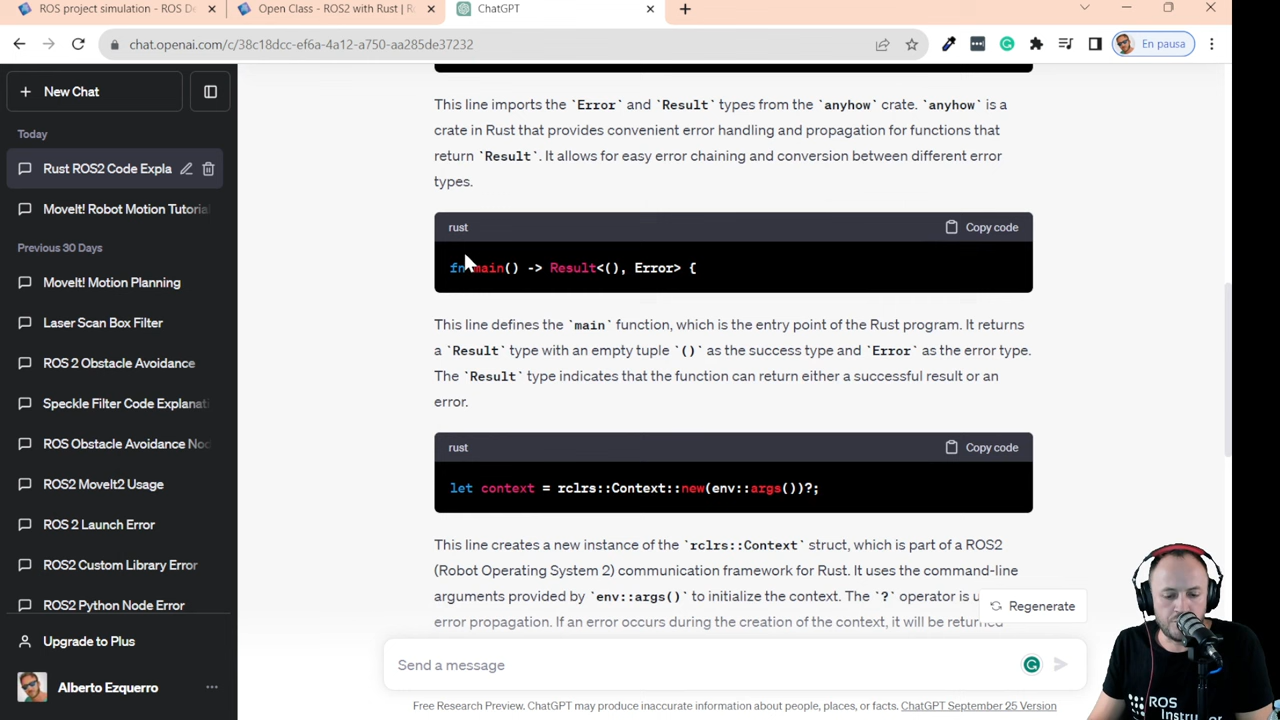 ROS project simulation - ROS De
Open Class - ROS2 with Rust | R
ChatGPT
chat.openai.com/c/38c18dcc-ef6a-4a12-a750-aa285de37232
En pausa
New Chat
Today
Rust ROS2 Code Expla
MoveIt! Robot Motion Tutoria
Previous 30 Days
MoveIt! Motion Planning
Laser Scan Box Filter
ROS 2 Obstacle Avoidance
Speckle Filter Code Explanati
ROS Obstacle Avoidance Noc
ROS2 MoveIt2 Usage
ROS 2 Launch Error
ROS2 Custom Library Error
ROS2 Python Node Error
Upgrade to Plus
Alberto Ezquerro
This line imports the `Error` and `Result` types from the `anyhow` crate. `anyhow` is a
crate in Rust that provides convenient error handling and propagation for functions that
return `Result`. It allows for easy error chaining and conversion between different error
types.
rust
Copy code
fn main() -> Result<(), Error> {
This line defines the `main` function, which is the entry point of the Rust program. It returns
a `Result` type with an empty tuple `()` as the success type and `Error` as the error type.
The `Result` type indicates that the function can return either a successful result or an
error.
rust
Copy code
let context = rclrs::Context::new(env::args())?;
This line creates a new instance of the `rclrs::Context` struct, which is part of a ROS2
(Robot Operating System 2) communication framework for Rust. It uses the command-line
arguments provided by `env::args()` to initialize the context. The `?` operator is u
error propagation. If an error occurs during the creation of the context, it will be returned
Regenerate
Send a message
Free Research Preview. ChatGPT may produce inaccurate information about people, places, or facts. ChatGPT September 25 Version
ROS